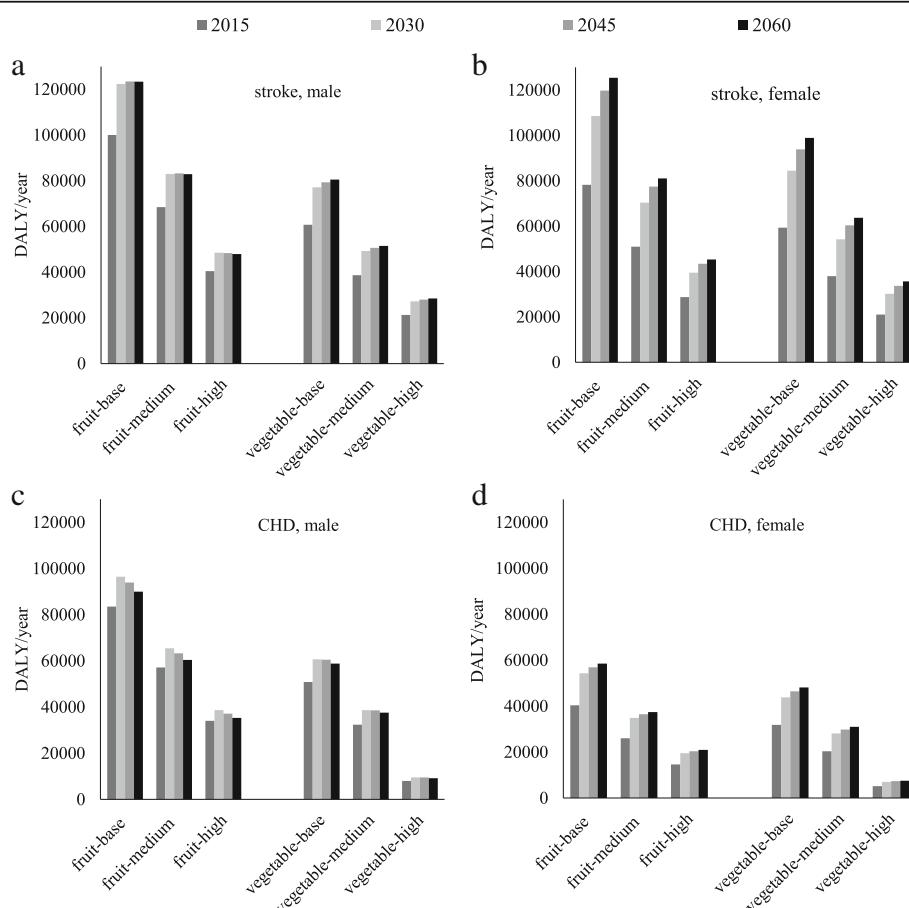 2015 2030 2045 2060
a
stroke, male
DALY/year
120000
100000
80000
60000
40000
20000
0
fruit-base
fruit-medium
fruit-high
vegetable-base
vegetable-medium
vegetable-high
b
stroke, female
DALY/year
120000
100000
80000
60000
40000
20000
0
fruit-base
fruit-medium
fruit-high
vegetable-base
vegetable-medium
vegetable-high
c
CHD, male
DALY/year
120000
100000
80000
60000
40000
20000
0
fruit-base
fruit-medium
fruit-high
vegetable-base
vegetable-medium
vegetable-high
d
CHD, female
DALY/year
120000
100000
80000
60000
40000
20000
0
fruit-base
fruit-medium
fruit-high
vegetable-base
vegetable-medium
vegetable-high